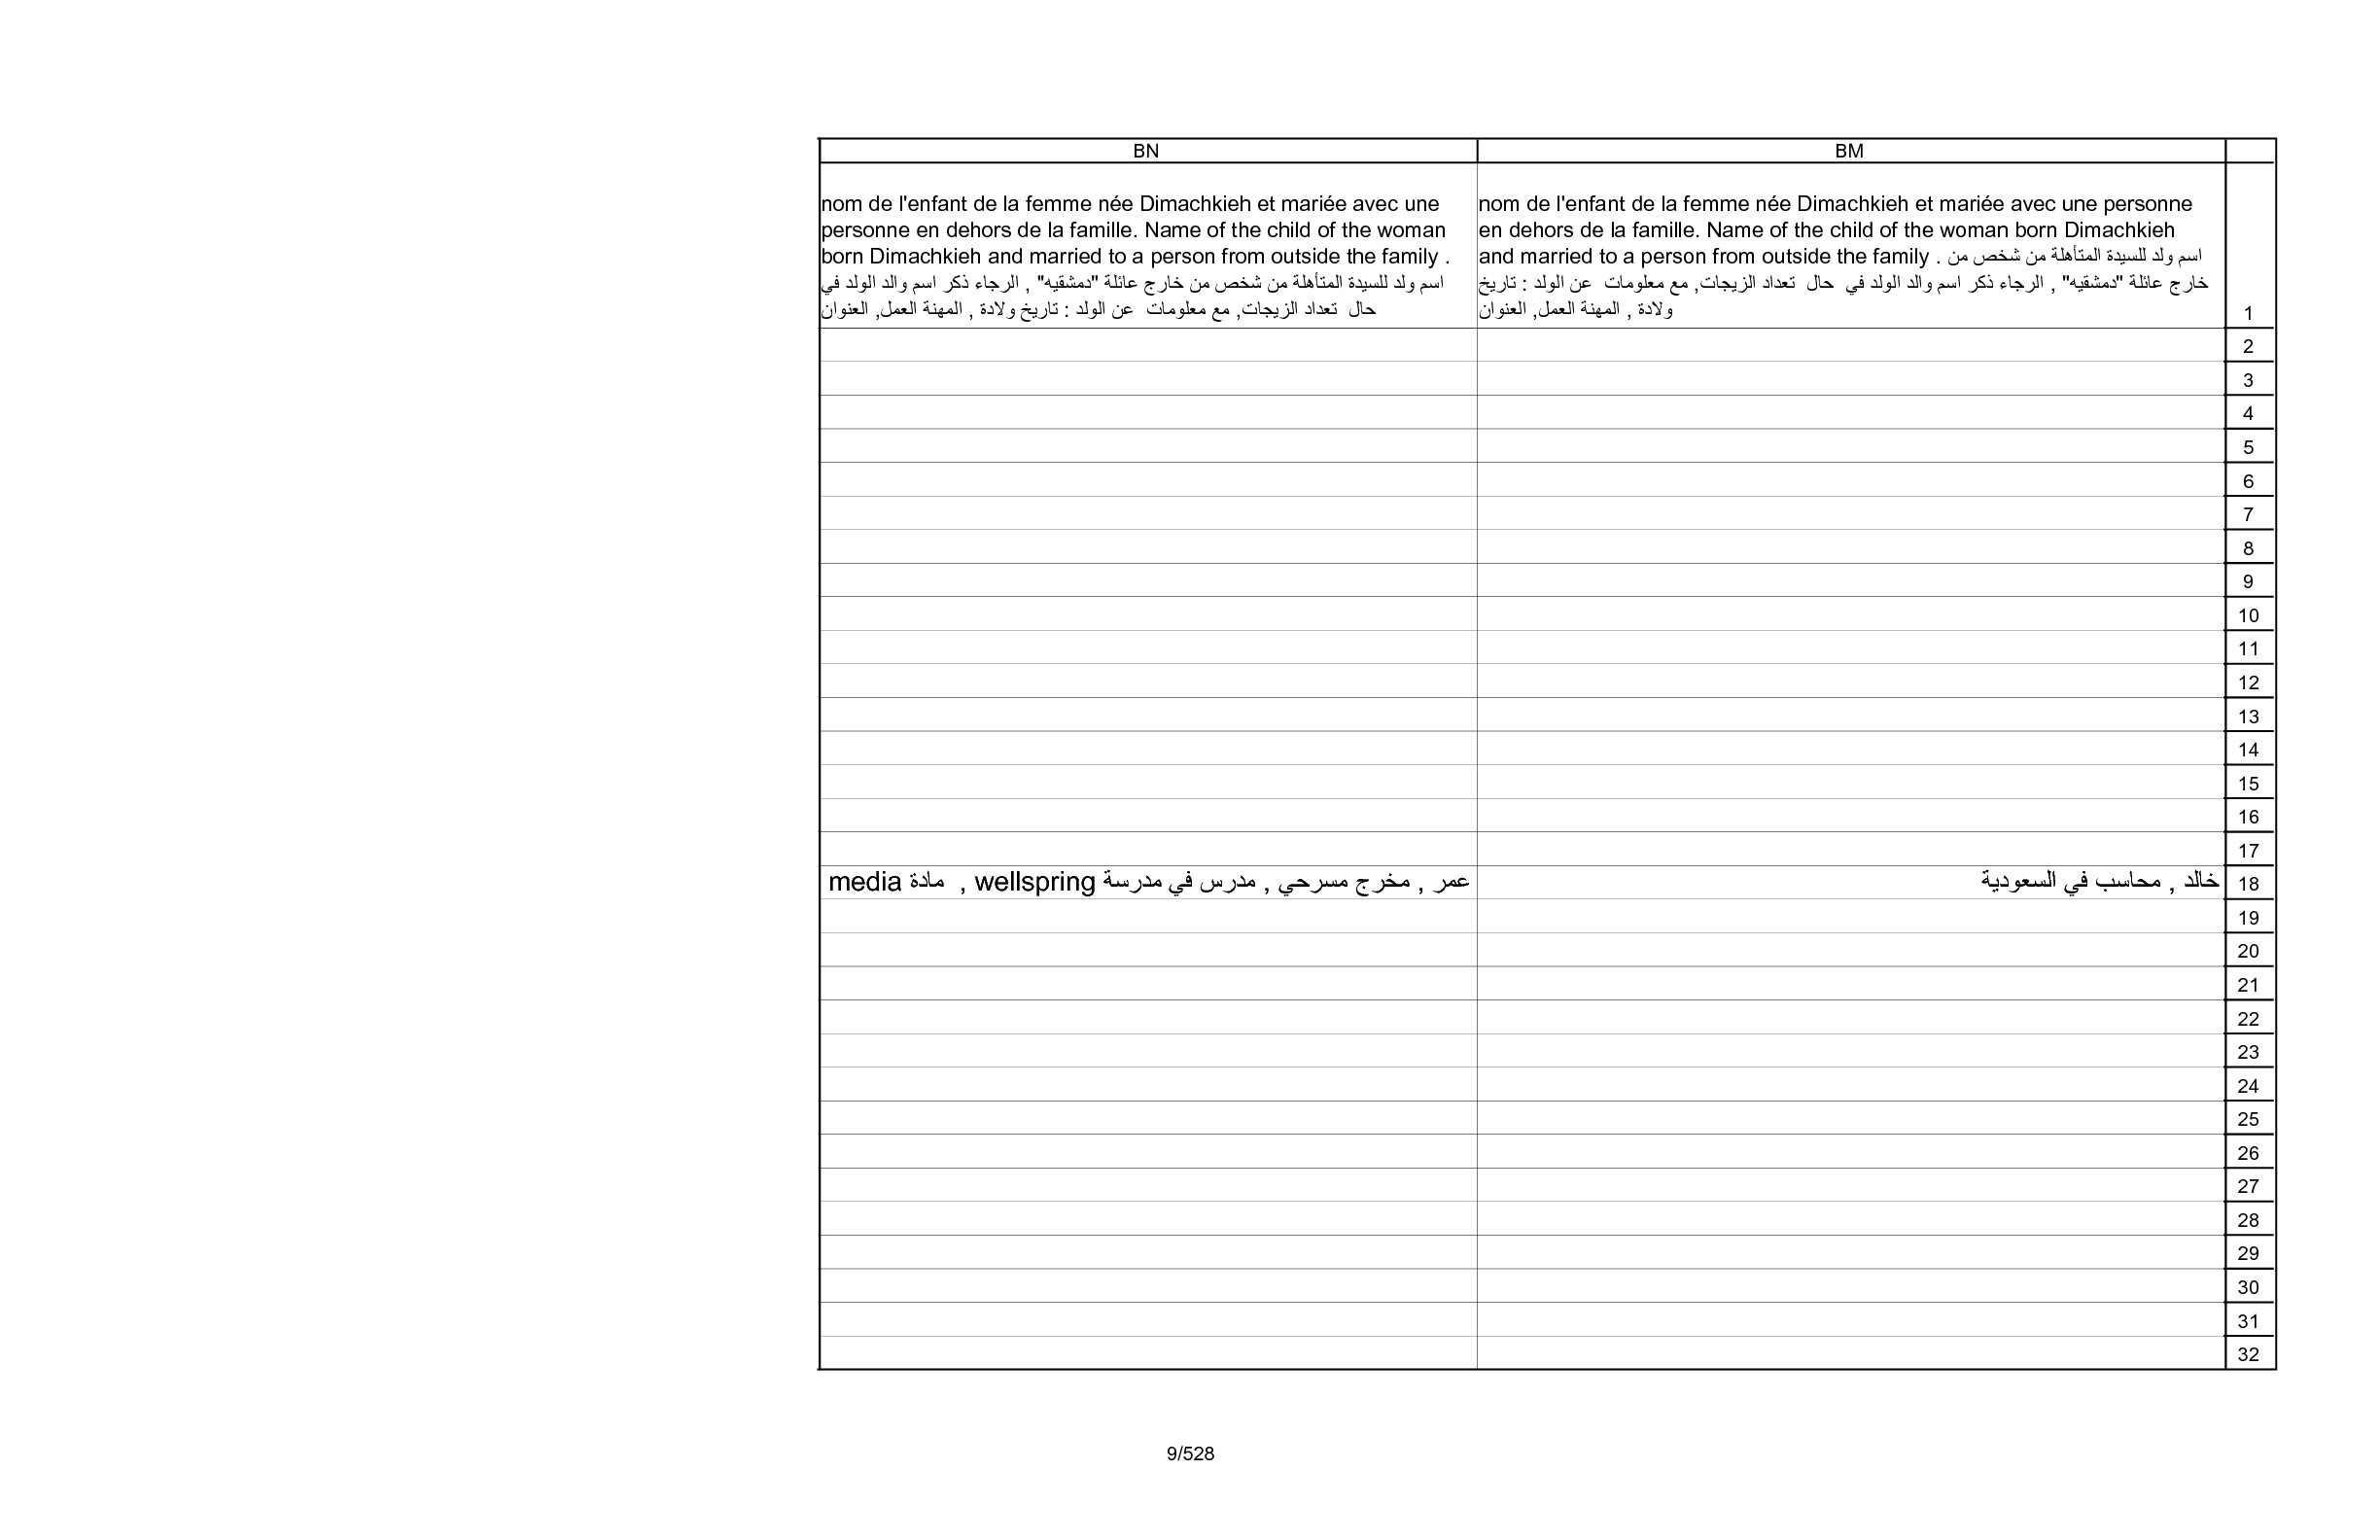 BM
BN
nom de l'enfant de la femme née Dimachkieh et mariée avec une personne
en dehors de la famille. Name of the child of the woman born Dimachkieh
and married to a person from outside the family . اسم ولد للسيدة المتأهلة من شخص من
خارج عائلة "دمشقيه" , الرجاء ذكر اسم والد الولد في حال تعداد الزيجات, مع معلومات عن الولد : تاريخ
ولادة , المهنة العمل, العنوان
nom de l'enfant de la femme née Dimachkieh et mariée avec une
personne en dehors de la famille. Name of the child of the woman
born Dimachkieh and married to a person from outside the family .
اسم ولد للسيدة المتأهلة من شخص من خارج عائلة "دمشقيه" , الرجاء ذكر اسم والد الولد في
حال تعداد الزيجات, مع معلومات عن الولد : تاريخ ولادة , المهنة العمل, العنوان
1
2
3
4
5
6
7
8
9
10
11
12
13
14
15
16
17
18
خالد , محاسب في السعودية
عمر , مخرج مسرحي , مدرس في مدرسة wellspring , مادة media
19
20
21
22
23
24
25
26
27
28
29
30
31
32
9/528